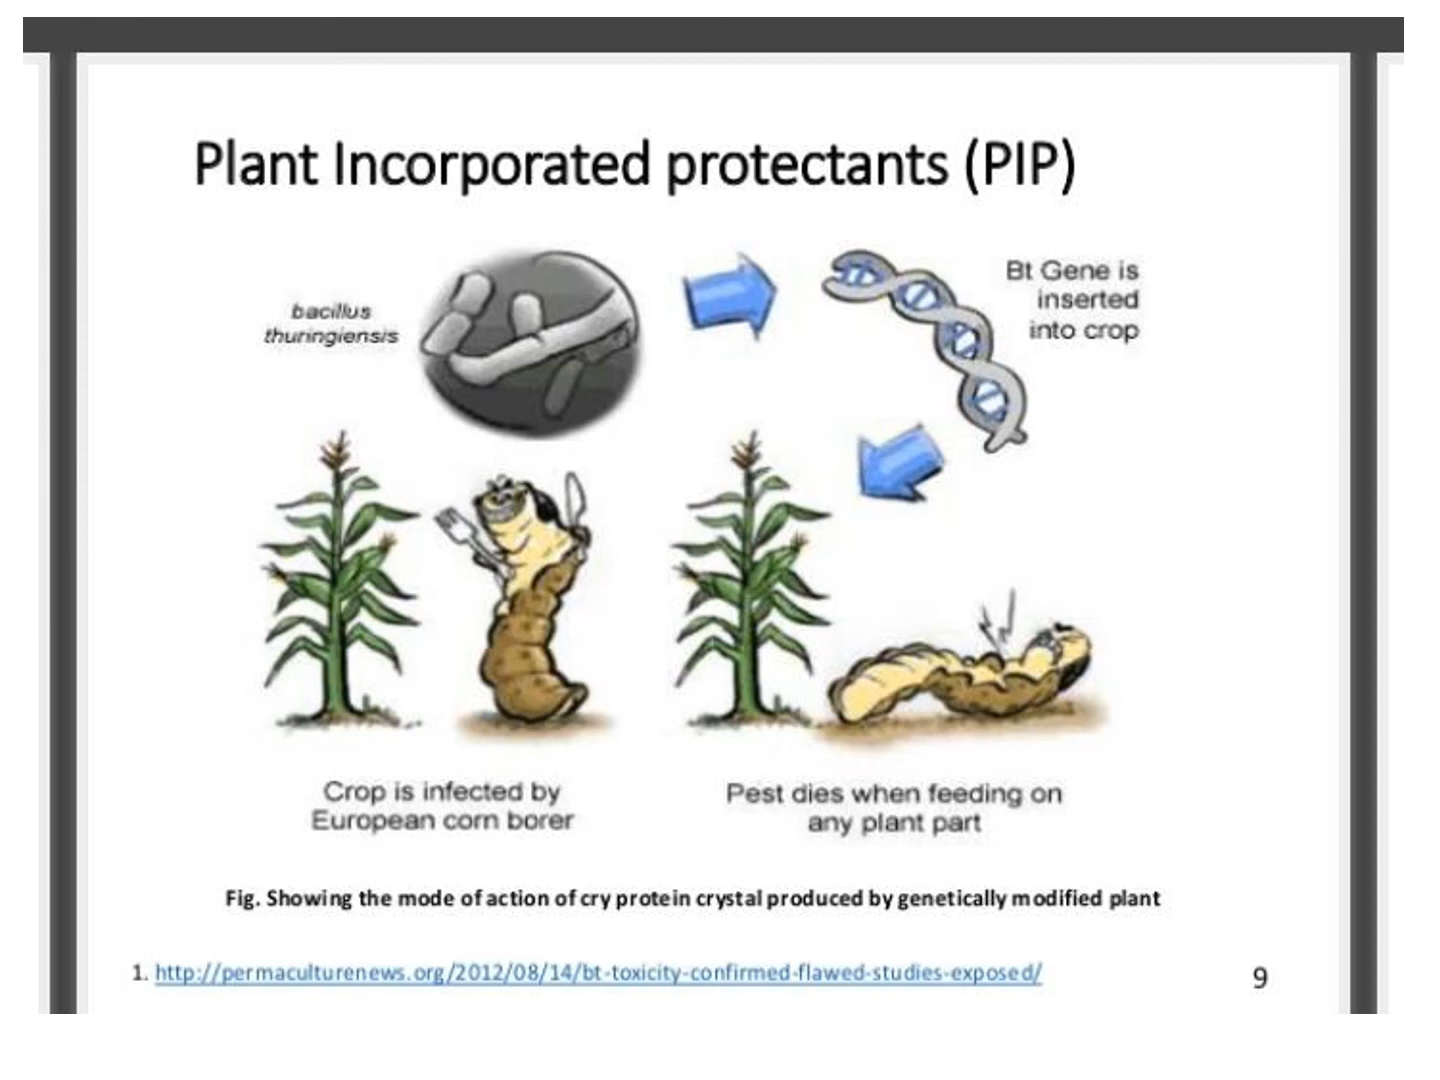 Plant Incorporated protectants (PIP)
bacillus
thuringiensis
Bt Gene is
inserted
into crop
Crop is infected by
European corn borer
Pest dies when feeding on
any plant part
Fig. Showing the mode of action of cry protein crystal produced by genetically modified plant
1. http://permaculturenews.org/2012/08/14/bt-toxicity-confirmed-flawed-studies-exposed/
9